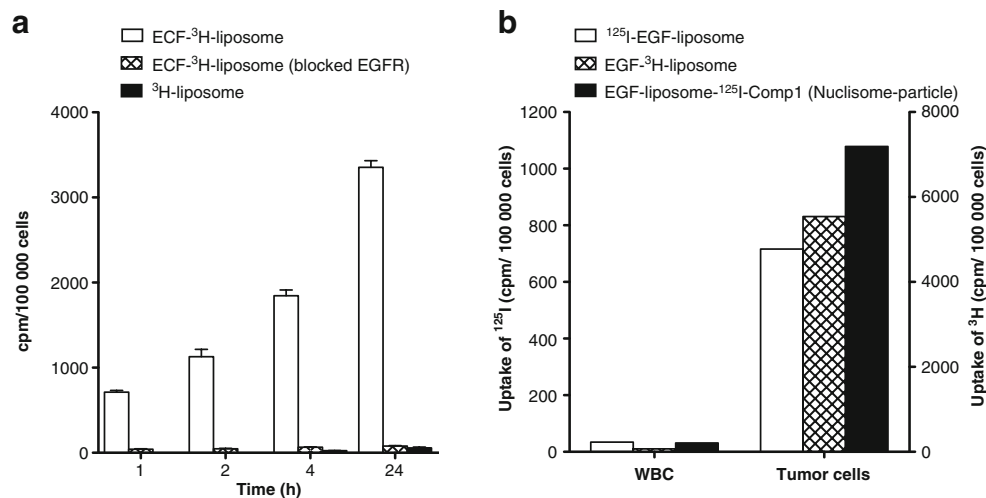 a
ECF-³H-liposome
ECF-³H-liposome (blocked EGFR)
³H-liposome
4000
3000
2000
1000
0
cpm/100 000 cells
1 2 4 24
Time (h)
b
¹²⁵I-EGF-liposome
EGF-³H-liposome
EGF-liposome-¹²⁵I-Comp1 (Nuclisome-particle)
1200
1000
800
600
400
200
0
Uptake of ¹²⁵I (cpm/ 100 000 cells)
8000
6000
4000
2000
0
Uptake of ³H (cpm/ 100 000 cells)
WBC Tumor cells